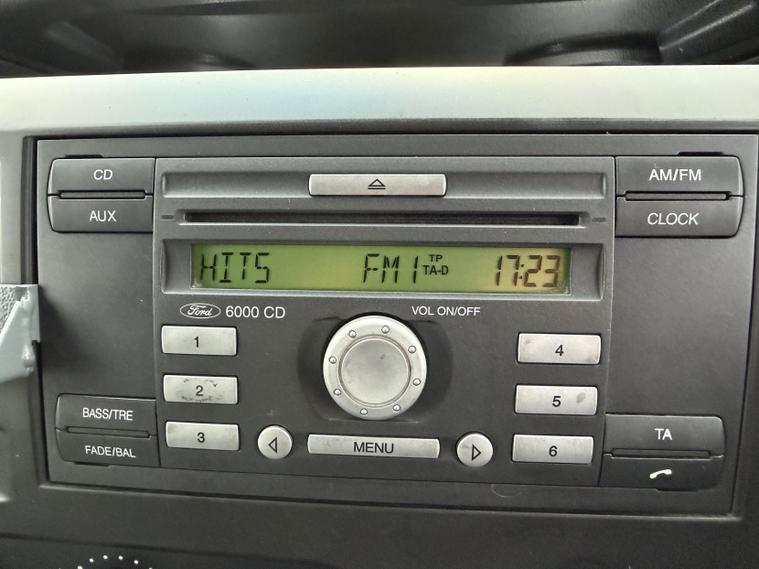 CD
AM/FM
AUX
CLOCK
HITS FM1 TP TA-D 17:23
Ford 6000 CD VOL ON/OFF
1
4
2
5
BASS/TRE
TA
3
MENU
6
FADE/BAL